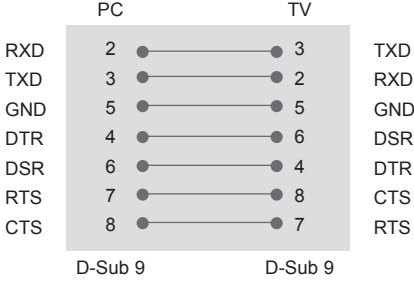 PC TV
RXD 2 3 TXD
TXD 3 2 RXD
GND 5 5 GND
DTR 4 6 DSR
DSR 6 4 DTR
RTS 7 8 CTS
CTS 8 7 RTS
D-Sub 9 D-Sub 9